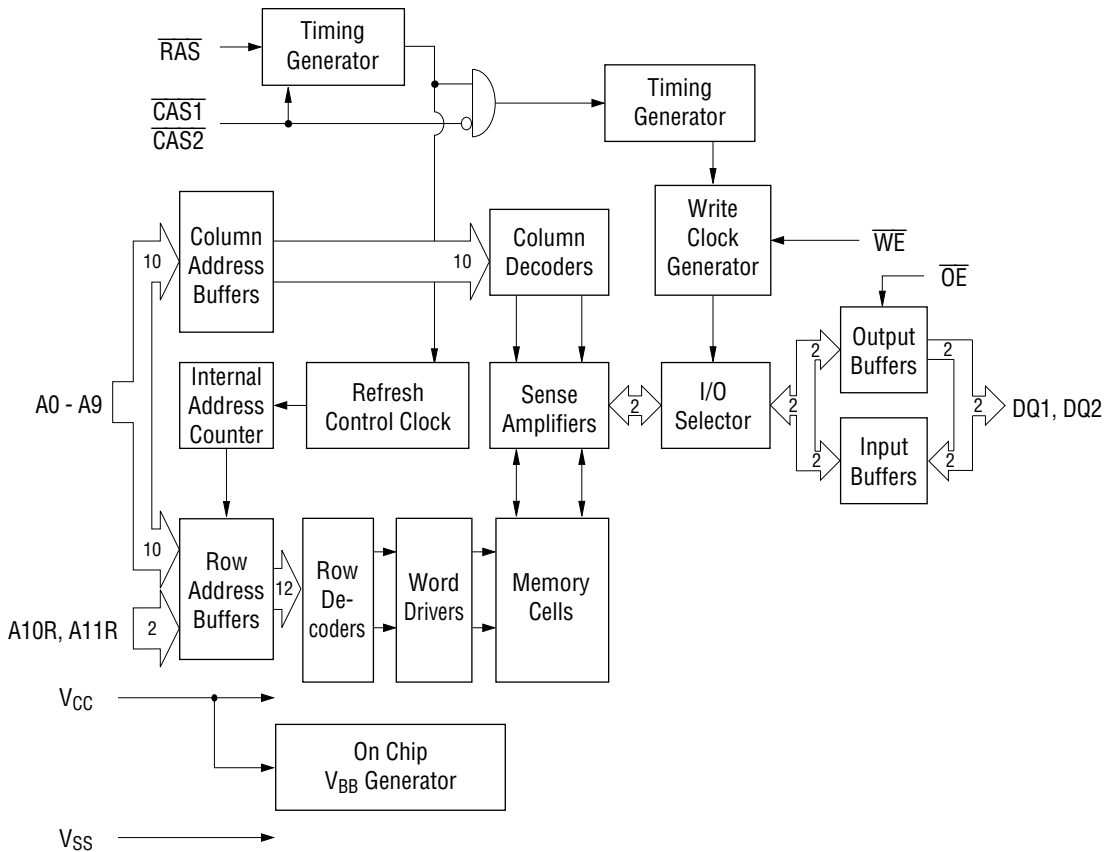 RAS
Timing
Generator
CAS1
CAS2
Timing
Generator
Column
Address
Buffers
10
10
Column
Decoders
Write
Clock
Generator
WE
OE
Output
Buffers
2
2
A0 - A9
Internal
Address
Counter
Refresh
Control Clock
Sense
Amplifiers
2
I/O
Selector
2
2
DQ1, DQ2
Input
Buffers
2
2
10
Row
Address
Buffers
12
Row
De-
coders
Word
Drivers
Memory
Cells
A10R, A11R
2
VCC
On Chip
VBB Generator
VSS